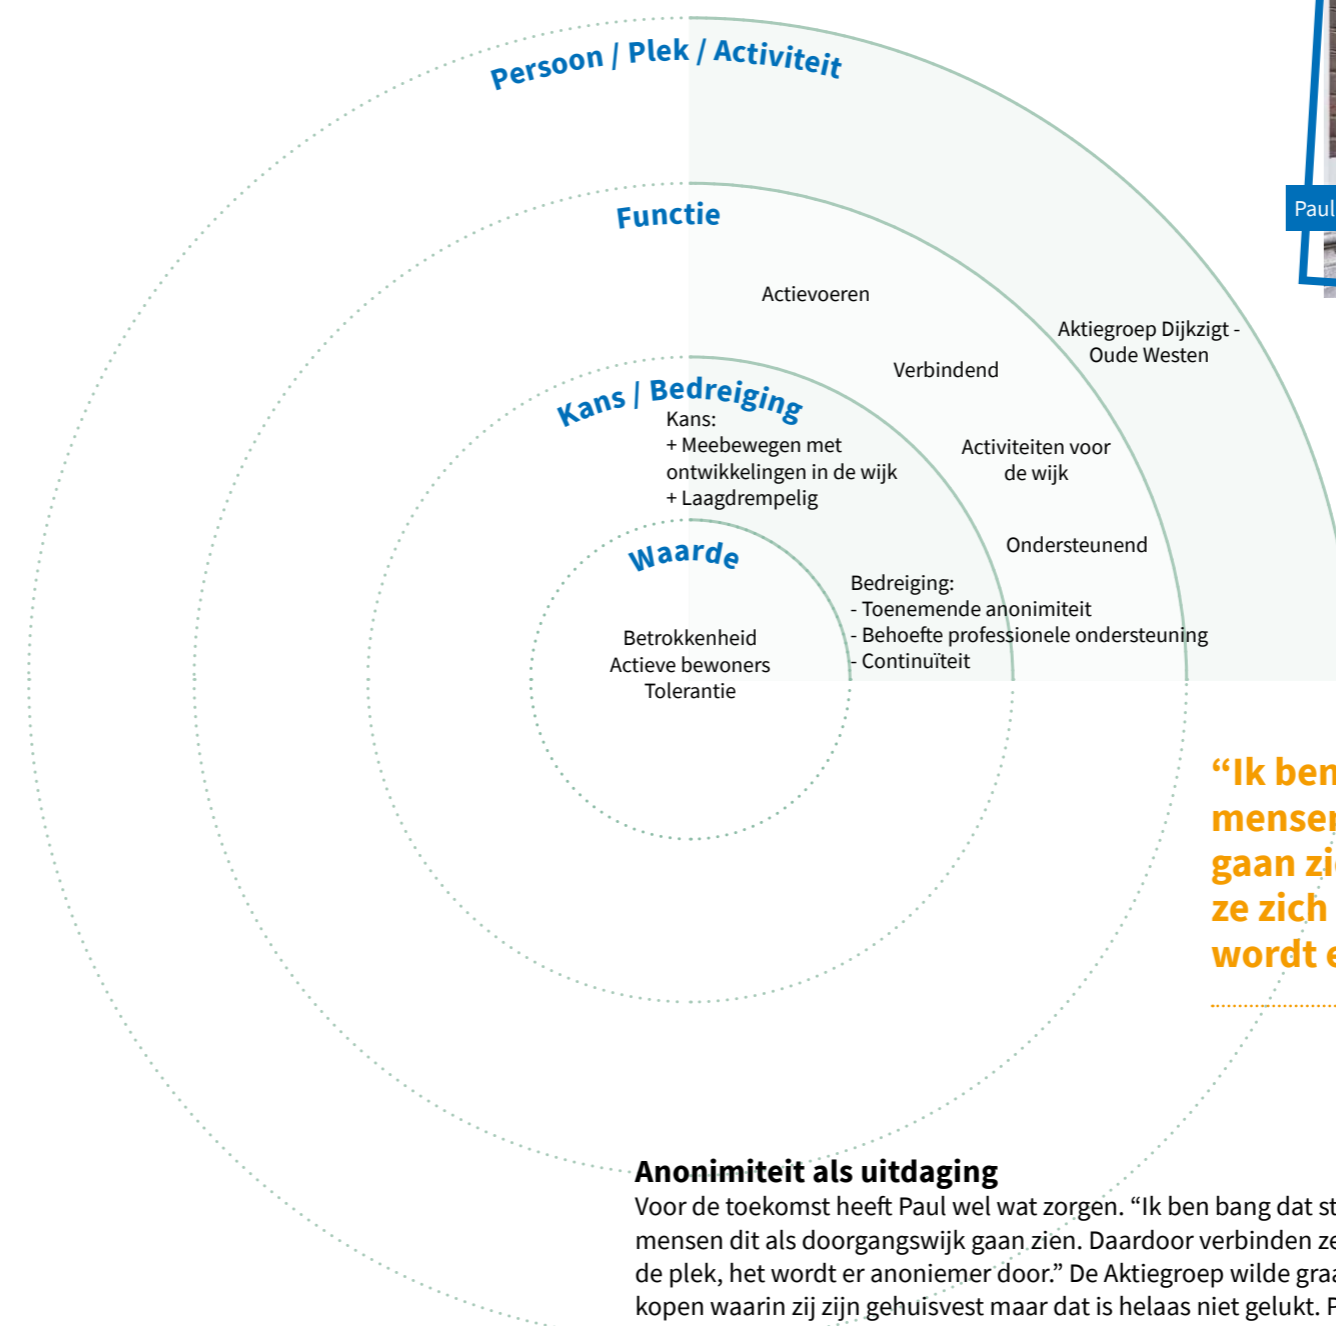 Persoon / Plek / Activiteit
Paul
Functie
Actievoeren
Aktiegroep Dijkzigt -
Oude Westen
Verbindend
Kans / Bedreiging
Kans:
+ Meebewegen met
ontwikkelingen in de wijk
+ Laagdrempelig
Activiteiten voor
de wijk
Ondersteunend
Waarde
Bedreiging:
- Toenemende anonimiteit
- Behoefte professionele ondersteuning
- Continuïteit
Betrokkenheid
Actieve bewoners
Tolerantie
“Ik ben
mensen
gaan zi
ze zich
wordt e
Anonimiteit als uitdaging
Voor de toekomst heeft Paul wel wat zorgen. “Ik ben bang dat st
mensen dit als doorgangswijk gaan zien. Daardoor verbinden ze
de plek, het wordt er anoniemer door.” De Aktiegroep wilde graa
kopen waarin zij zijn gehuisvest maar dat is helaas niet gelukt.